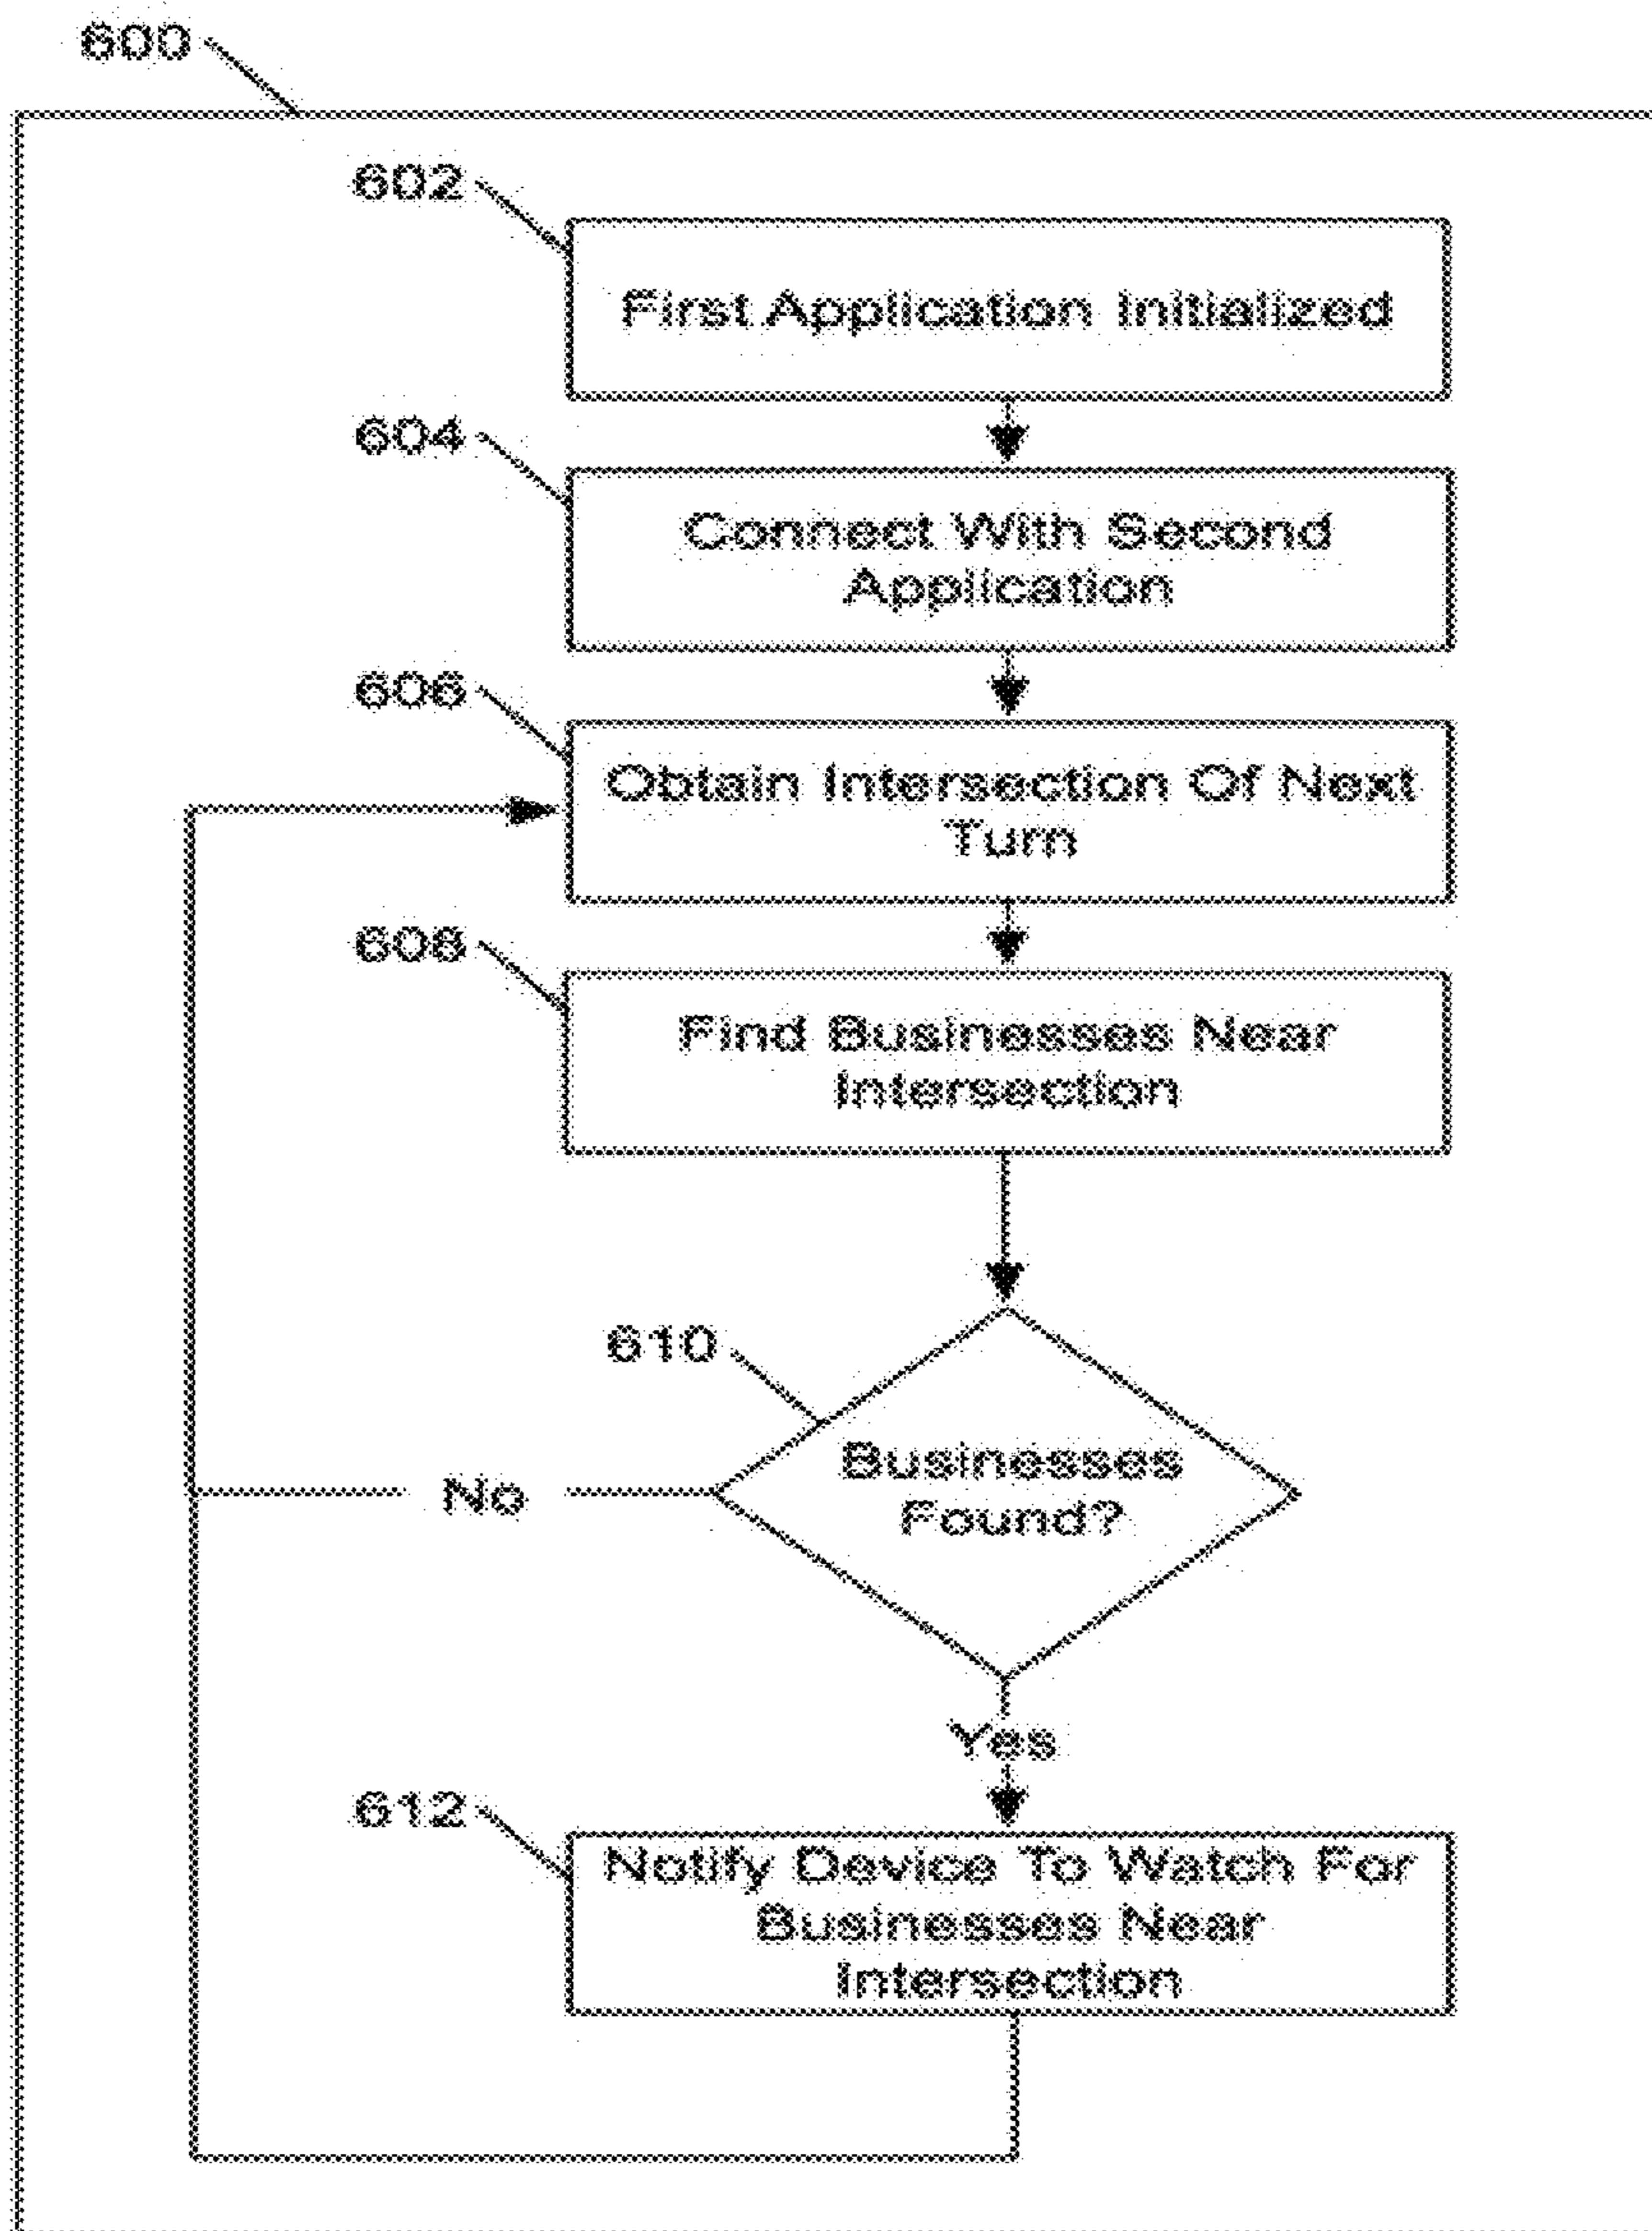 600
602
First Application Initialized
604
Connect With Second
Application
606
Obtain Intersection Of Next
Turn
608
Find Businesses Near
Intersection
610
Businesses
Found?
No
Yes
612
Notify Device To Watch For
Businesses Near
Intersection